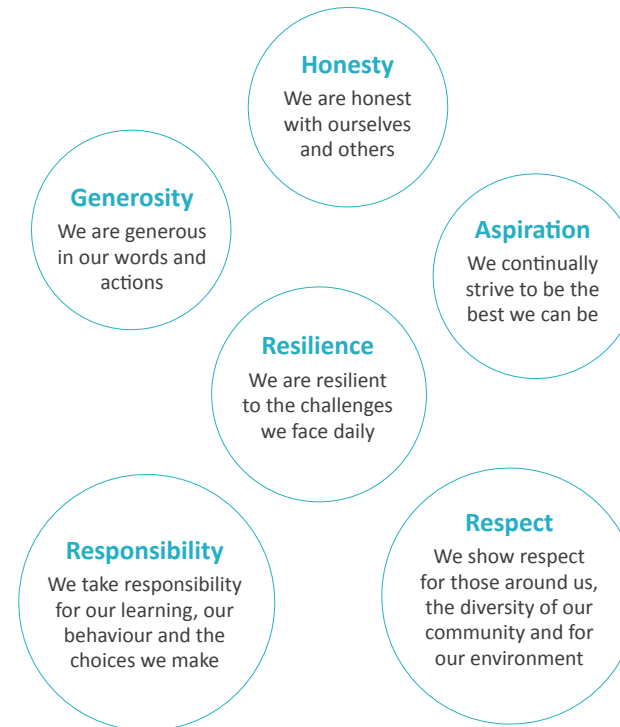 Honesty
We are honest
with ourselves
and others
Generosity
We are generous
in our words and
actions
Aspiration
We continually
strive to be the
best we can be
Resilience
We are resilient
to the challenges
we face daily
Responsibility
We take responsibility
for our learning, our
behaviour and the
choices we make
Respect
We show respect
for those around us,
the diversity of our
community and for
our environment